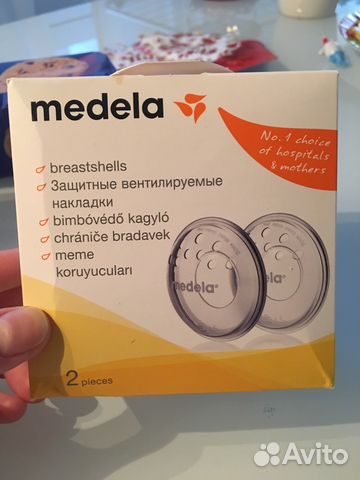 medela
No. 1 choice
of hospitals
& mothers
breastshells
Защитные вентилируемые
накладки
bimbóvédő kagyló
chrániče bradavek
meme
koruyucuları
medela
2 pieces
Avito